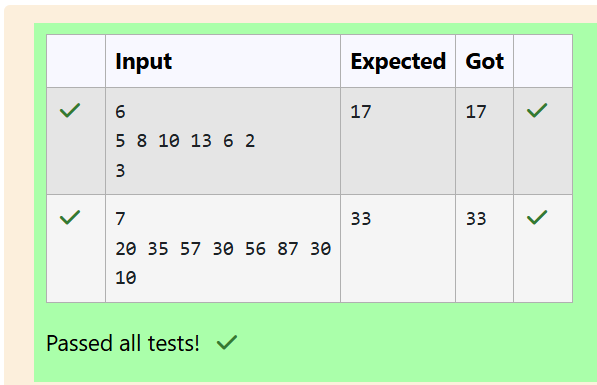 Input Expected Got
6 17 17
5 8 10 13 6 2
3
7 33 33
20 35 57 30 56 87 30
10
Passed all tests!